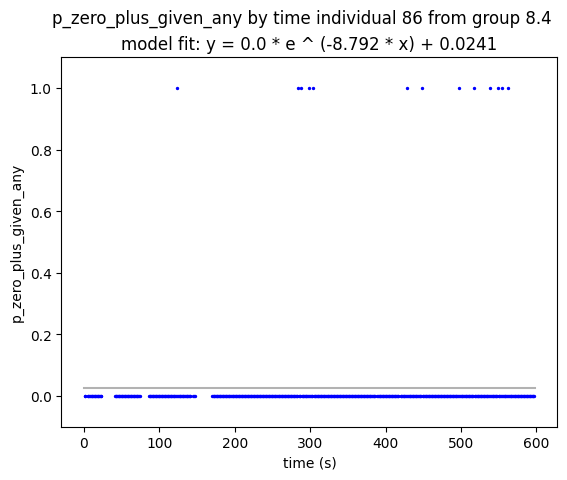 p_zero_plus_given_any by time individual 86 from group 8.4
model fit: y = 0.0 * e ^ (-8.792 * x) + 0.0241
1.0
0.8
0.6
0.4
0.2
0.0
p_zero_plus_given_any
0 100 200 300 400 500 600
time (s)